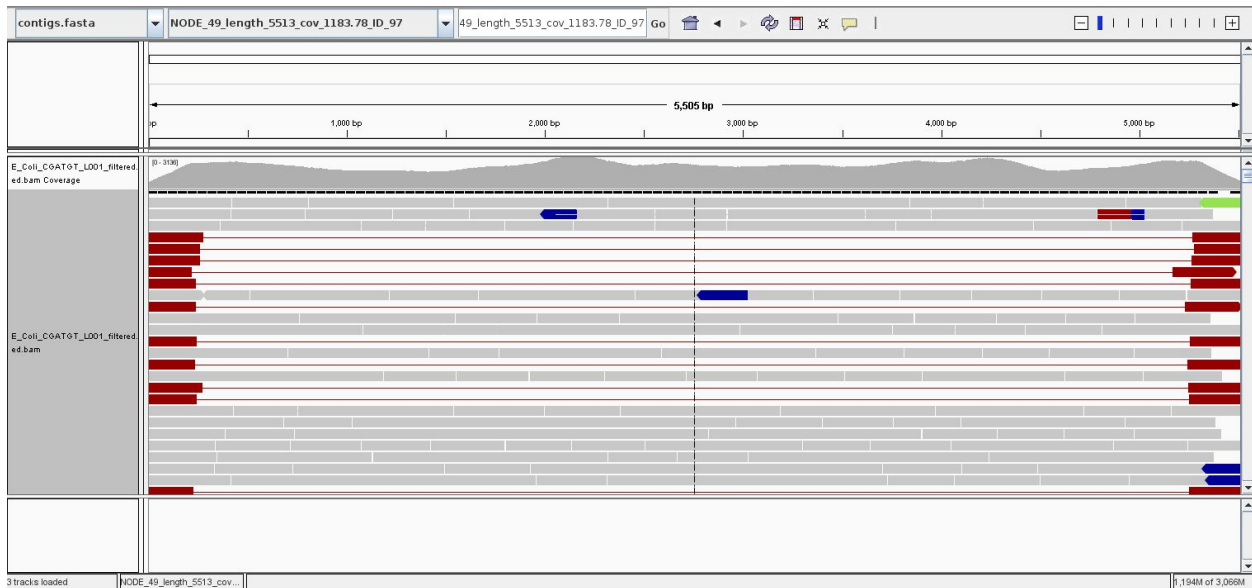 contigs.fasta NODE_49_length_5513_cov_1183.78_ID_97 49_length_5513_cov_1183.78_ID_97 Go
5,505 bp
bp 1,000 bp 2,000 bp 3,000 bp 4,000 bp 5,000 bp
E_Coli_CGATGT_L001_filtered. [0 - 3136]
ed.bam Coverage
E_Coli_CGATGT_L001_filtered.
ed.bam
3 tracks loaded NODE_49_length_5513_cov... 1,194M of 3,066M